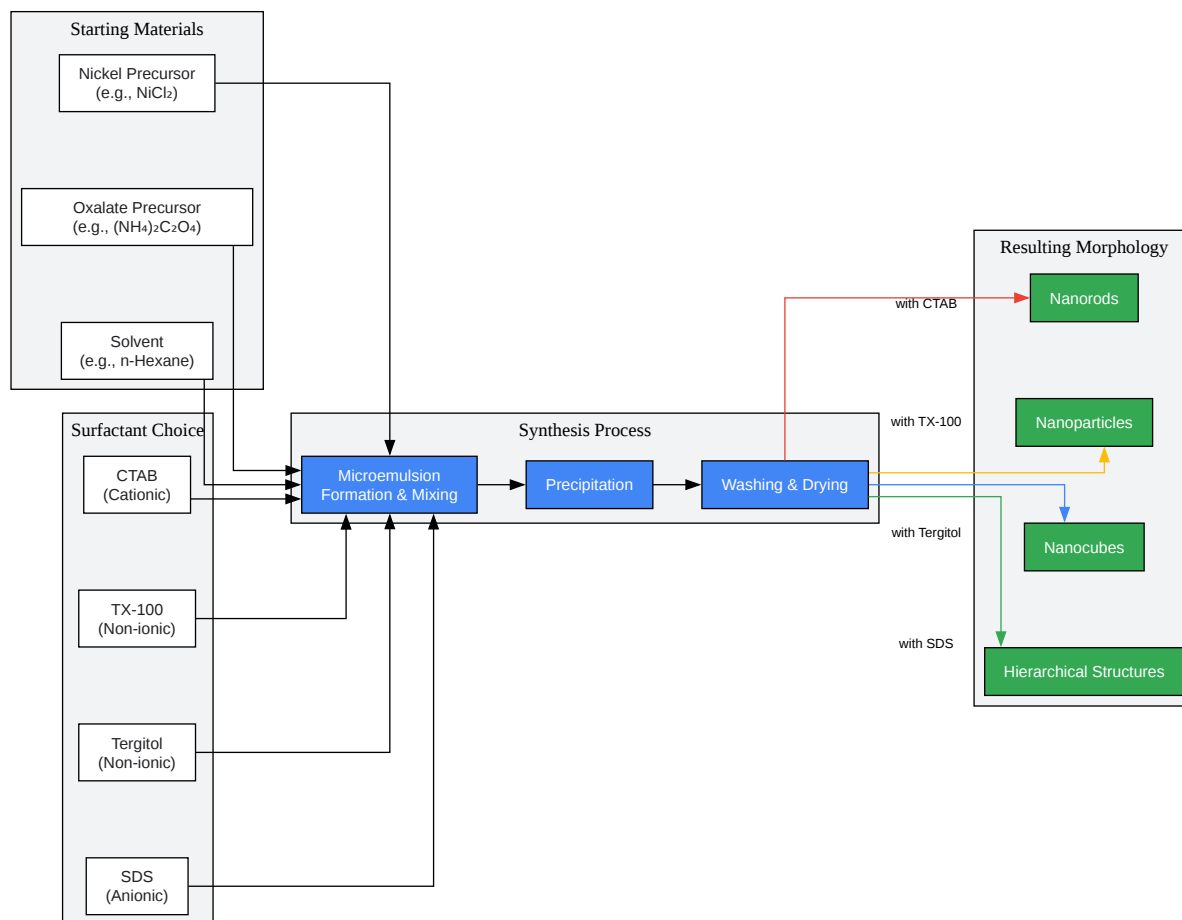 Starting Materials
Nickel Precursor
(e.g., NiCl₂)
Oxalate Precursor
(e.g., (NH₄)₂C₂O₄)
Solvent
(e.g., n-Hexane)
Surfactant Choice
CTAB
(Cationic)
TX-100
(Non-ionic)
Tergitol
(Non-ionic)
SDS
(Anionic)
Synthesis Process
Microemulsion
Formation & Mixing
Precipitation
Washing & Drying
with CTAB
with TX-100
with Tergitol
with SDS
Resulting Morphology
Nanorods
Nanoparticles
Nanocubes
Hierarchical Structures